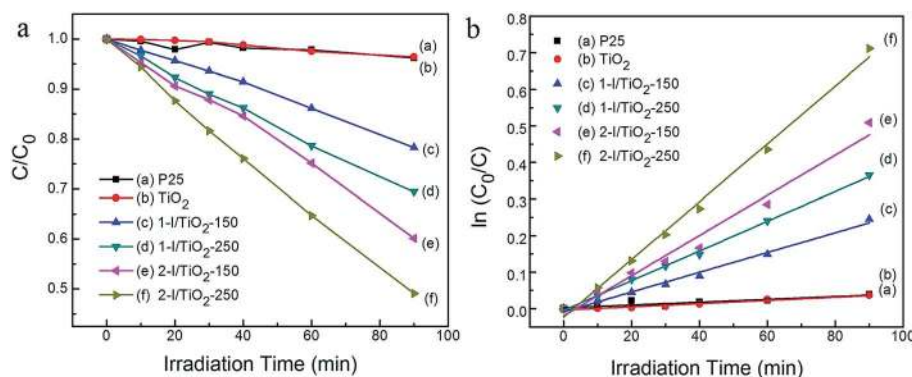 a
C/C0
1.0
0.9
0.8
0.7
0.6
0.5
(a)
(b)
(c)
(d)
(e)
(f)
(a) P25
(b) TiO2
(c) 1-I/TiO2-150
(d) 1-I/TiO2-250
(e) 2-I/TiO2-150
(f) 2-I/TiO2-250
0 20 40 60 80 100
Irradiation Time (min)
b
ln (C0/C)
0.7
0.6
0.5
0.4
0.3
0.2
0.1
0.0
(a) P25
(b) TiO2
(c) 1-I/TiO2-150
(d) 1-I/TiO2-250
(e) 2-I/TiO2-150
(f) 2-I/TiO2-250
(f)
(e)
(d)
(c)
(b)
(a)
0 20 40 60 80 100
Irradiation Time (min)